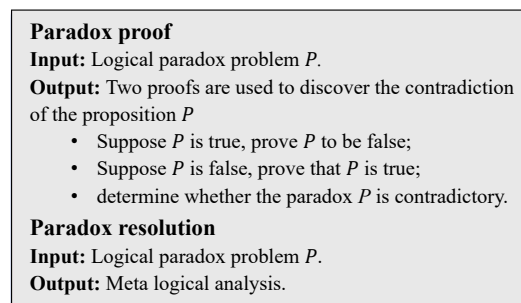 Paradox proof
Input: Logical paradox problem P.
Output: Two proofs are used to discover the contradiction
of the proposition P
• Suppose P is true, prove P to be false;
• Suppose P is false, prove that P is true;
• determine whether the paradox P is contradictory.
Paradox resolution
Input: Logical paradox problem P.
Output: Meta logical analysis.